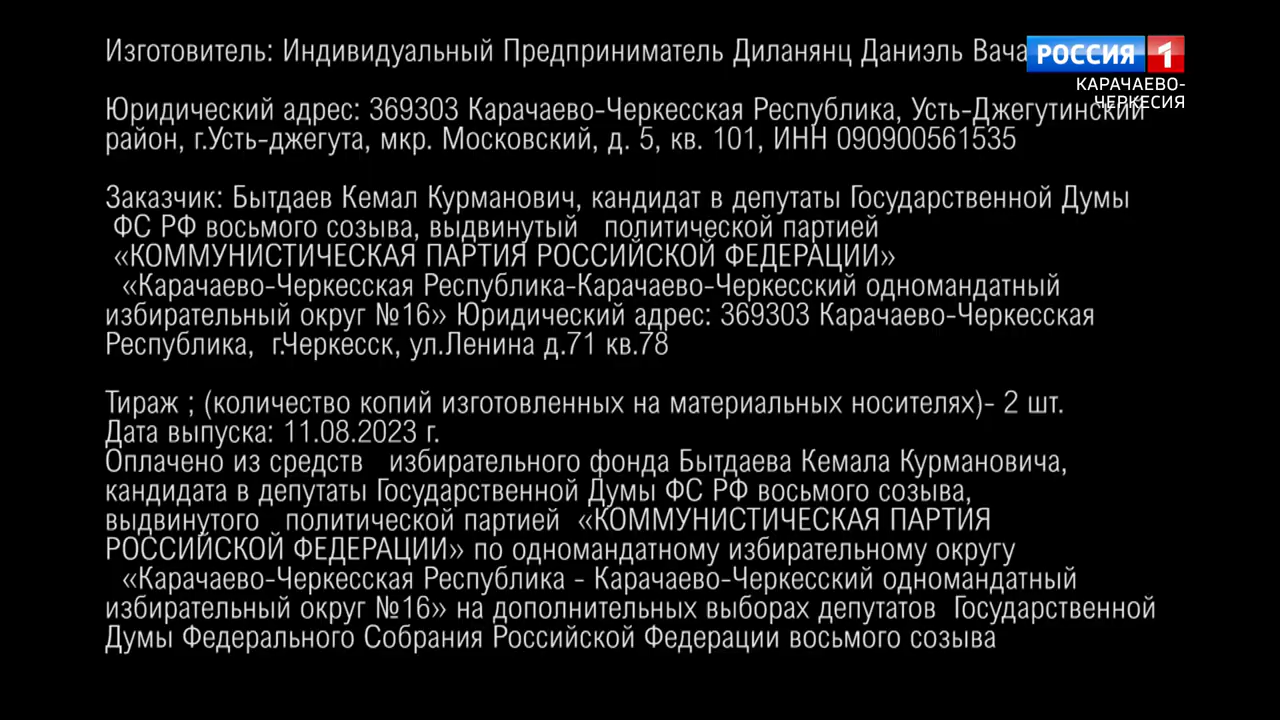 Изготовитель: Индивидуальный Предприниматель Диланянц Даниэль
РОССИЯ 1
КАРАЧАЕВО-
ЧЕРКЕСИЯ
Юридический адрес: 369303 Карачаево-Черкесская Республика, Усть-Джегутинский
район, г.Усть-джегута, мкр. Московский, д. 5, кв. 101, ИНН 090900561535
Заказчик: Бытдаев Кемал Курманович, кандидат в депутаты Государственной Думы
ФС РФ восьмого созыва, выдвинутый политической партией
«КОММУНИСТИЧЕСКАЯ ПАРТИЯ РОССИЙСКОЙ ФЕДЕРАЦИИ»
«Карачаево-Черкесская Республика-Карачаево-Черкесский одномандатный
избирательный округ №16» Юридический адрес: 369303 Карачаево-Черкесская
Республика, г.Черкесск, ул.Ленина д.71 кв.78
Тираж ; (количество копий изготовленных на материальных носителях)- 2 шт.
Дата выпуска: 11.08.2023 г.
Оплачено из средств избирательного фонда Бытдаева Кемала Курмановича,
кандидата в депутаты Государственной Думы ФС РФ восьмого созыва,
выдвинутого политической партией «КОММУНИСТИЧЕСКАЯ ПАРТИЯ
РОССИЙСКОЙ ФЕДЕРАЦИИ» по одномандатному избирательному округу
«Карачаево-Черкесская Республика - Карачаево-Черкесский одномандатный
избирательный округ №16» на дополнительных выборах депутатов Государственной
Думы Федерального Собрания Российской Федерации восьмого созыва